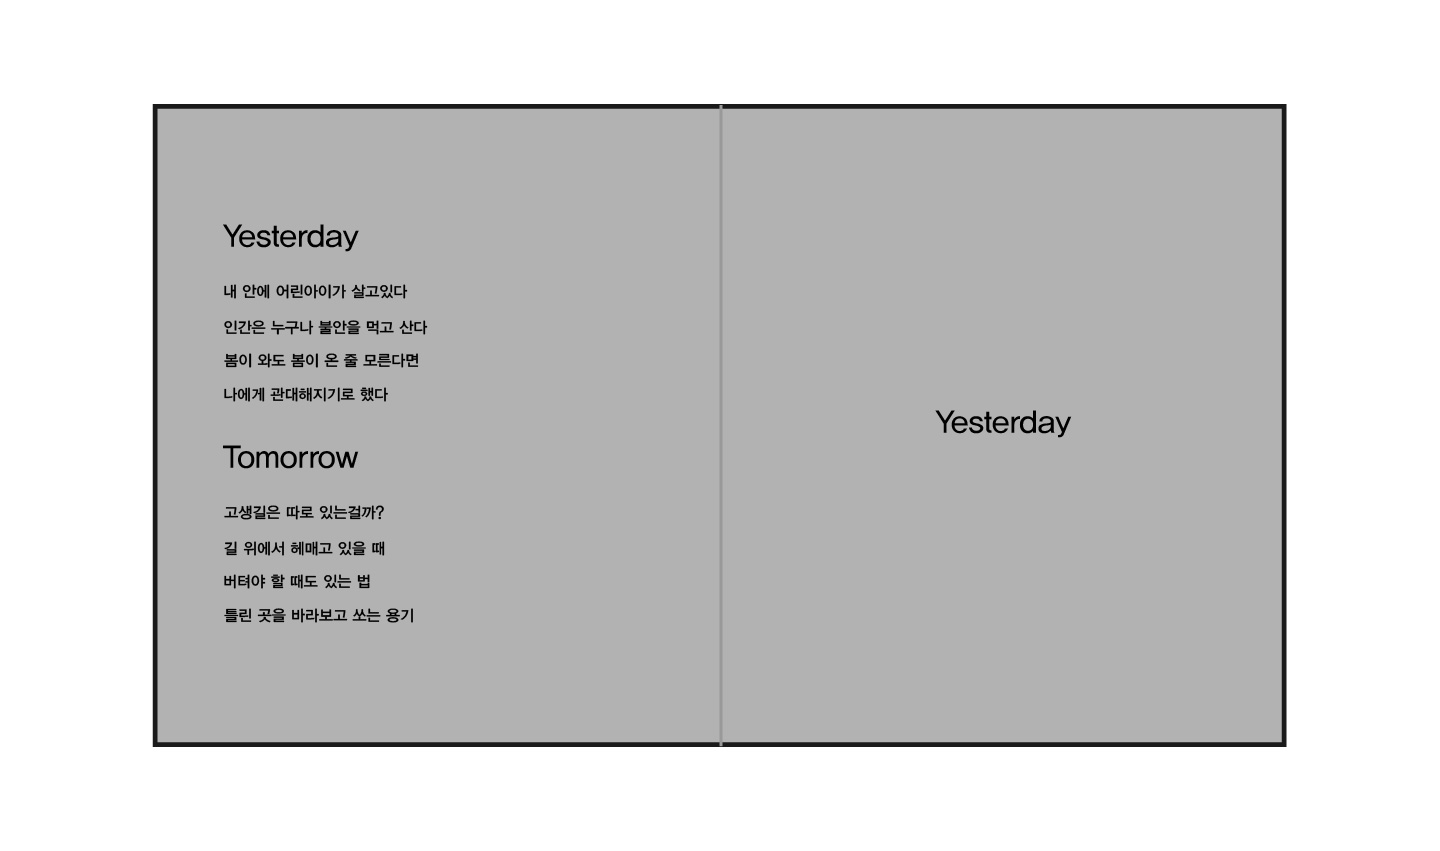 Yesterday
내 안에 어린아이가 살고있다
인간은 누구나 불안을 먹고 산다
봄이 와도 봄이 온 줄 모른다면
나에게 관대해지기로 했다
Tomorrow
고생길은 따로 있는걸까?
길 위에서 헤매고 있을 때
버텨야 할 때도 있는 법
틀린 곳을 바라보고 쏘는 용기
Yesterday